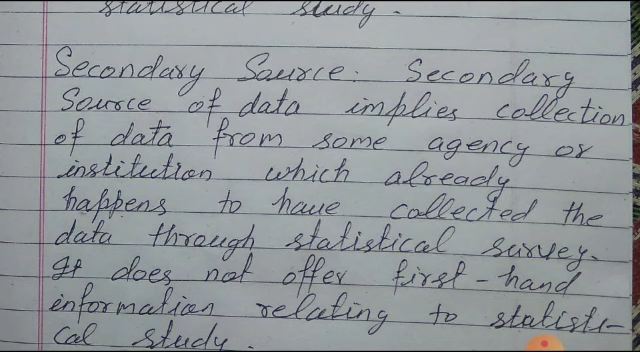 statistical study.
Secondary Source: Secondary
Source of data implies collection
of data from some agency or
institution which already
happens to have collected the
data through statistical survey.
It does not offer first-hand
information relating to statisti-
cal study.